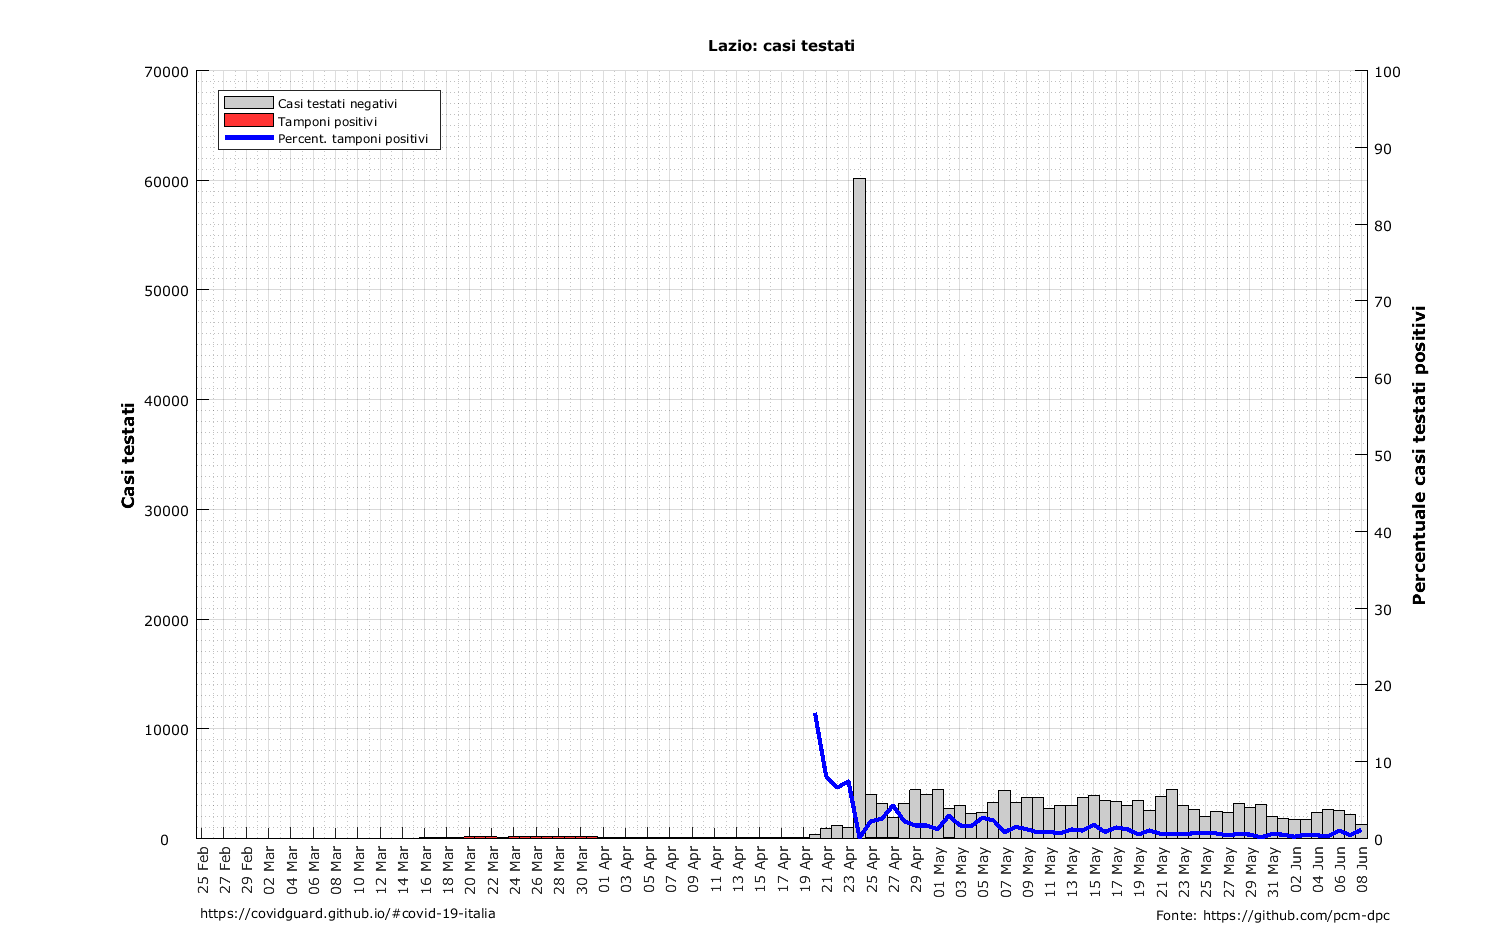 Lazio: casi testati
70000
60000
50000
40000
30000
20000
10000
0
Casi testati
Casi testati negativi
Tamponi positivi
Percent. tamponi positivi
100
90
80
70
60
50
40
30
20
10
0
Percentuale casi testati positivi
25 Feb
27 Feb
29 Feb
02 Mar
04 Mar
06 Mar
08 Mar
10 Mar
12 Mar
14 Mar
16 Mar
18 Mar
20 Mar
22 Mar
24 Mar
26 Mar
28 Mar
30 Mar
01 Apr
03 Apr
05 Apr
07 Apr
09 Apr
11 Apr
13 Apr
15 Apr
17 Apr
19 Apr
21 Apr
23 Apr
25 Apr
27 Apr
29 Apr
01 May
03 May
05 May
07 May
09 May
11 May
13 May
15 May
17 May
19 May
21 May
23 May
25 May
27 May
29 May
31 May
02 Jun
04 Jun
06 Jun
08 Jun
https://covidguard.github.io/#covid-19-italia
Fonte: https://github.com/pcm-dpc